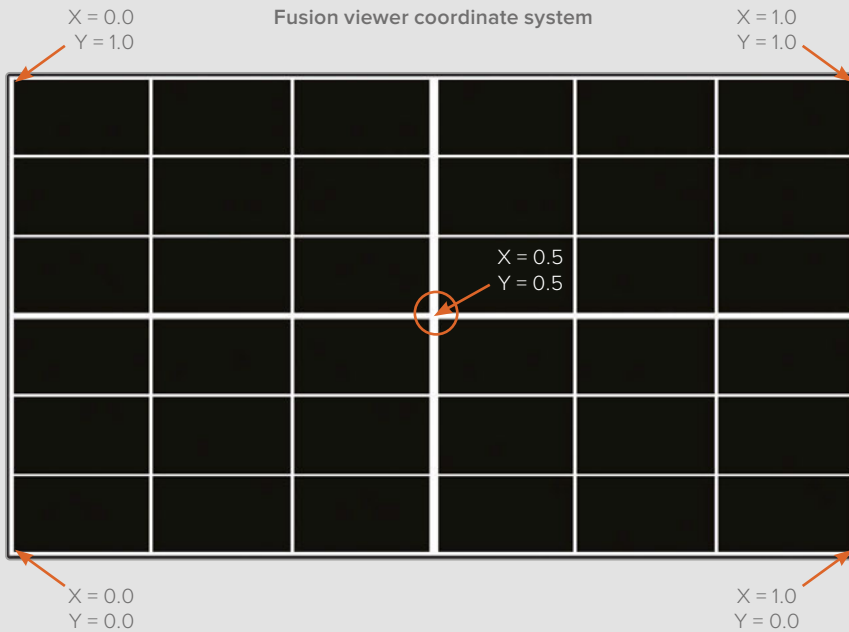 X = 0.0
Y = 1.0
Fusion viewer coordinate system
X = 1.0
Y = 1.0
X = 0.5
Y = 0.5
X = 0.0
Y = 0.0
X = 1.0
Y = 0.0